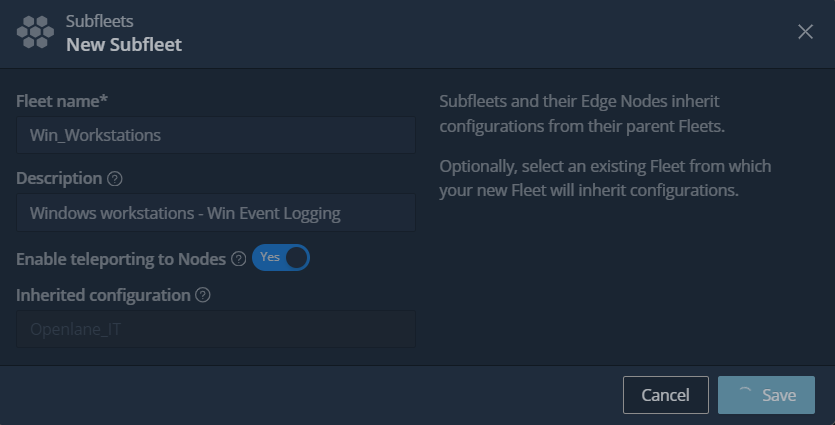 Subfleets
New Subfleet
Fleet name*
Win_Workstations
Description
Windows workstations - Win Event Logging
Enable teleporting to Nodes
Yes
Inherited configuration
Openlane_IT
Subfleets and their Edge Nodes inherit
configurations from their parent Fleets.
Optionally, select an existing Fleet from which
your new Fleet will inherit configurations.
Cancel
Save